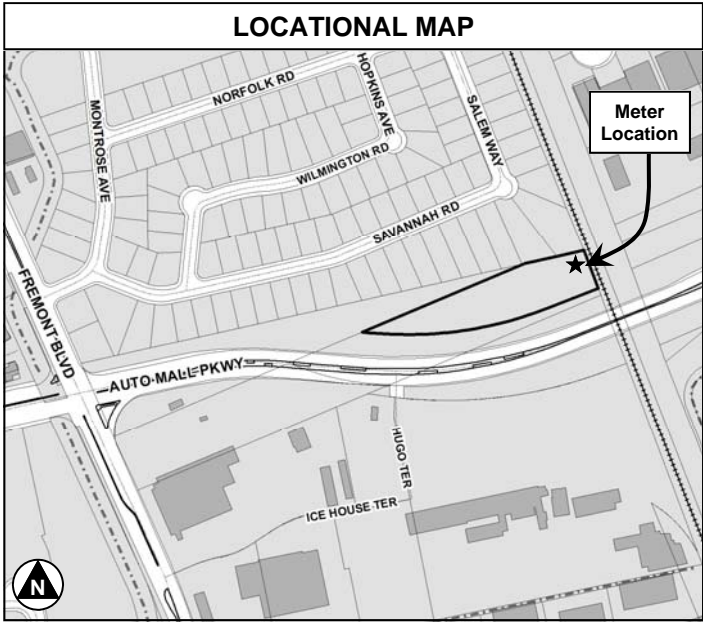 LOCATIONAL MAP
NORFOLK RD
HOPKINS AVE
MONTROSE AVE
SALEM WAY
Meter
Location
WILMINGTON RD
SAVANNAH RD
FREMONT BLVD
AUTO MALL PKWY
HUGO TER
ICE HOUSE TER
N